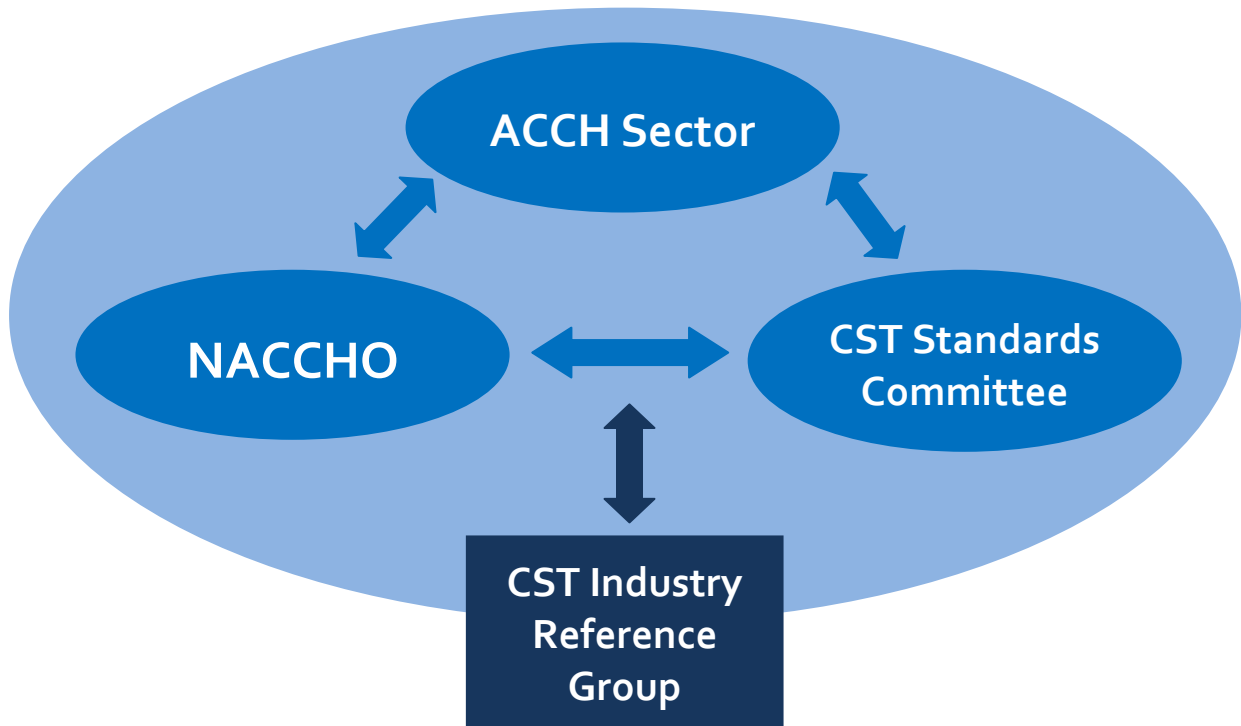 ACCH Sector
NACCHO
CST Standards
Committee
CST Industry
Reference
Group